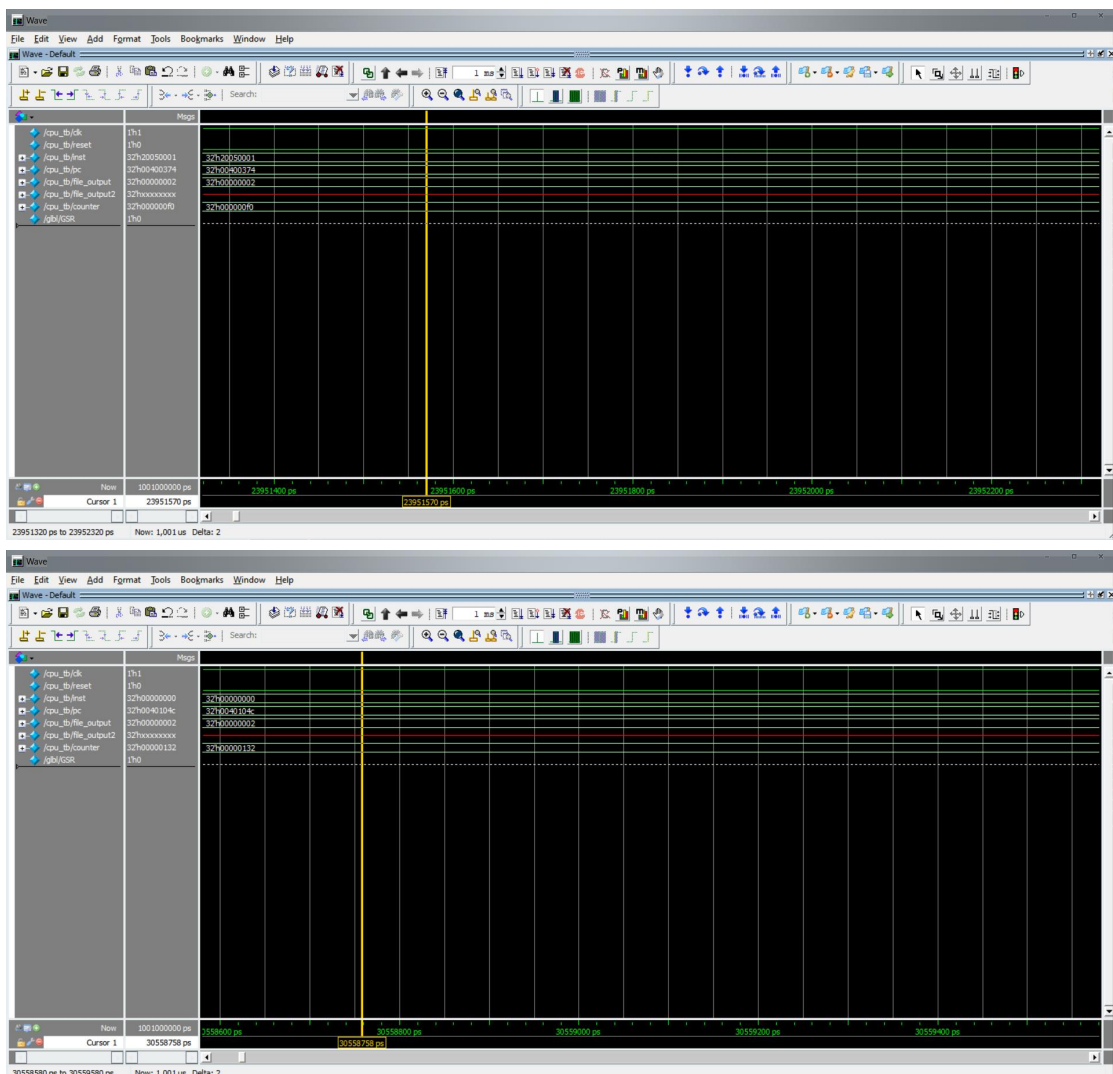 Wave
File Edit View Add Format Tools Bookmarks Window Help
Wave - Default
1 ms
Search:
Msgs
/cpu_tb/clk 1'h1
/cpu_tb/reset 1'h0
/cpu_tb/inst 32'h20050001 32'h20050001
/cpu_tb/pc 32'h00400374 32'h00400374
/cpu_tb/file_output 32'h00000002 32'h00000002
/cpu_tb/file_output2 32'hxxxxxxxx
/cpu_tb/counter 32'h000000f0 32'h000000f0
/glbl/GSR 1'h0
Now 1001000000 ps 23951400 ps 23951600 ps 23951800 ps 23952000 ps 23952200 ps
Cursor 1 23951570 ps 23951570 ps
23951320 ps to 23952320 ps Now: 1,001 us Delta: 2
Wave
File Edit View Add Format Tools Bookmarks Window Help
Wave - Default
1 ms
Search:
Msgs
/cpu_tb/clk 1'h1
/cpu_tb/reset 1'h0
/cpu_tb/inst 32'h00000000 32'h00000000
/cpu_tb/pc 32'h0040104c 32'h0040104c
/cpu_tb/file_output 32'h00000002 32'h00000002
/cpu_tb/file_output2 32'hxxxxxxxx
/cpu_tb/counter 32'h00000132 32'h00000132
/glbl/GSR 1'h0
Now 1001000000 ps 30558600 ps 30558800 ps 30559000 ps 30559200 ps 30559400 ps
Cursor 1 30558758 ps 30558758 ps
30558580 ps to 30559580 ps Now: 1,001 us Delta: 2